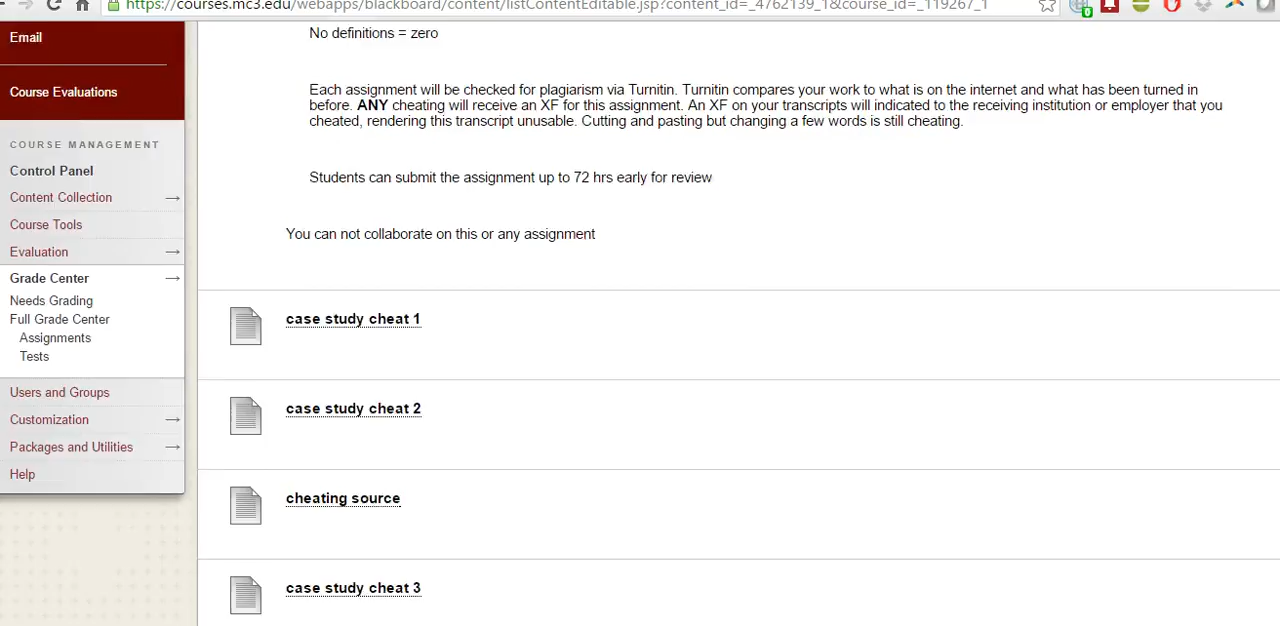 https://courses.mc3.edu/webapps/blackboard/content/listContentEditable.jsp?content_id=_4762139_1&course_id=_119267_1
0
Email
Course Evaluations
COURSE MANAGEMENT
Control Panel
Content Collection
Course Tools
Evaluation
Grade Center
Needs Grading
Full Grade Center
Assignments
Tests
Users and Groups
Customization
Packages and Utilities
Help
No definitions = zero
Each assignment will be checked for plagiarism via Turnitin. Turnitin compares your work to what is on the internet and what has been turned in
before. ANY cheating will receive an XF for this assignment. An XF on your transcripts will indicated to the receiving institution or employer that you
cheated, rendering this transcript unusable. Cutting and pasting but changing a few words is still cheating.
Students can submit the assignment up to 72 hrs early for review
You can not collaborate on this or any assignment
case study cheat 1
case study cheat 2
cheating source
case study cheat 3